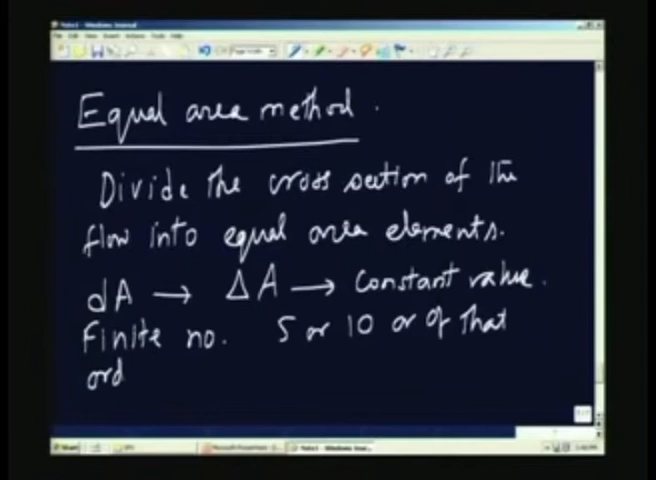 Equal area method.
Divide the cross section of the
flow into equal area elements.
dA → ΔA → constant value.
Finite no. 5 or 10 or of that
ord